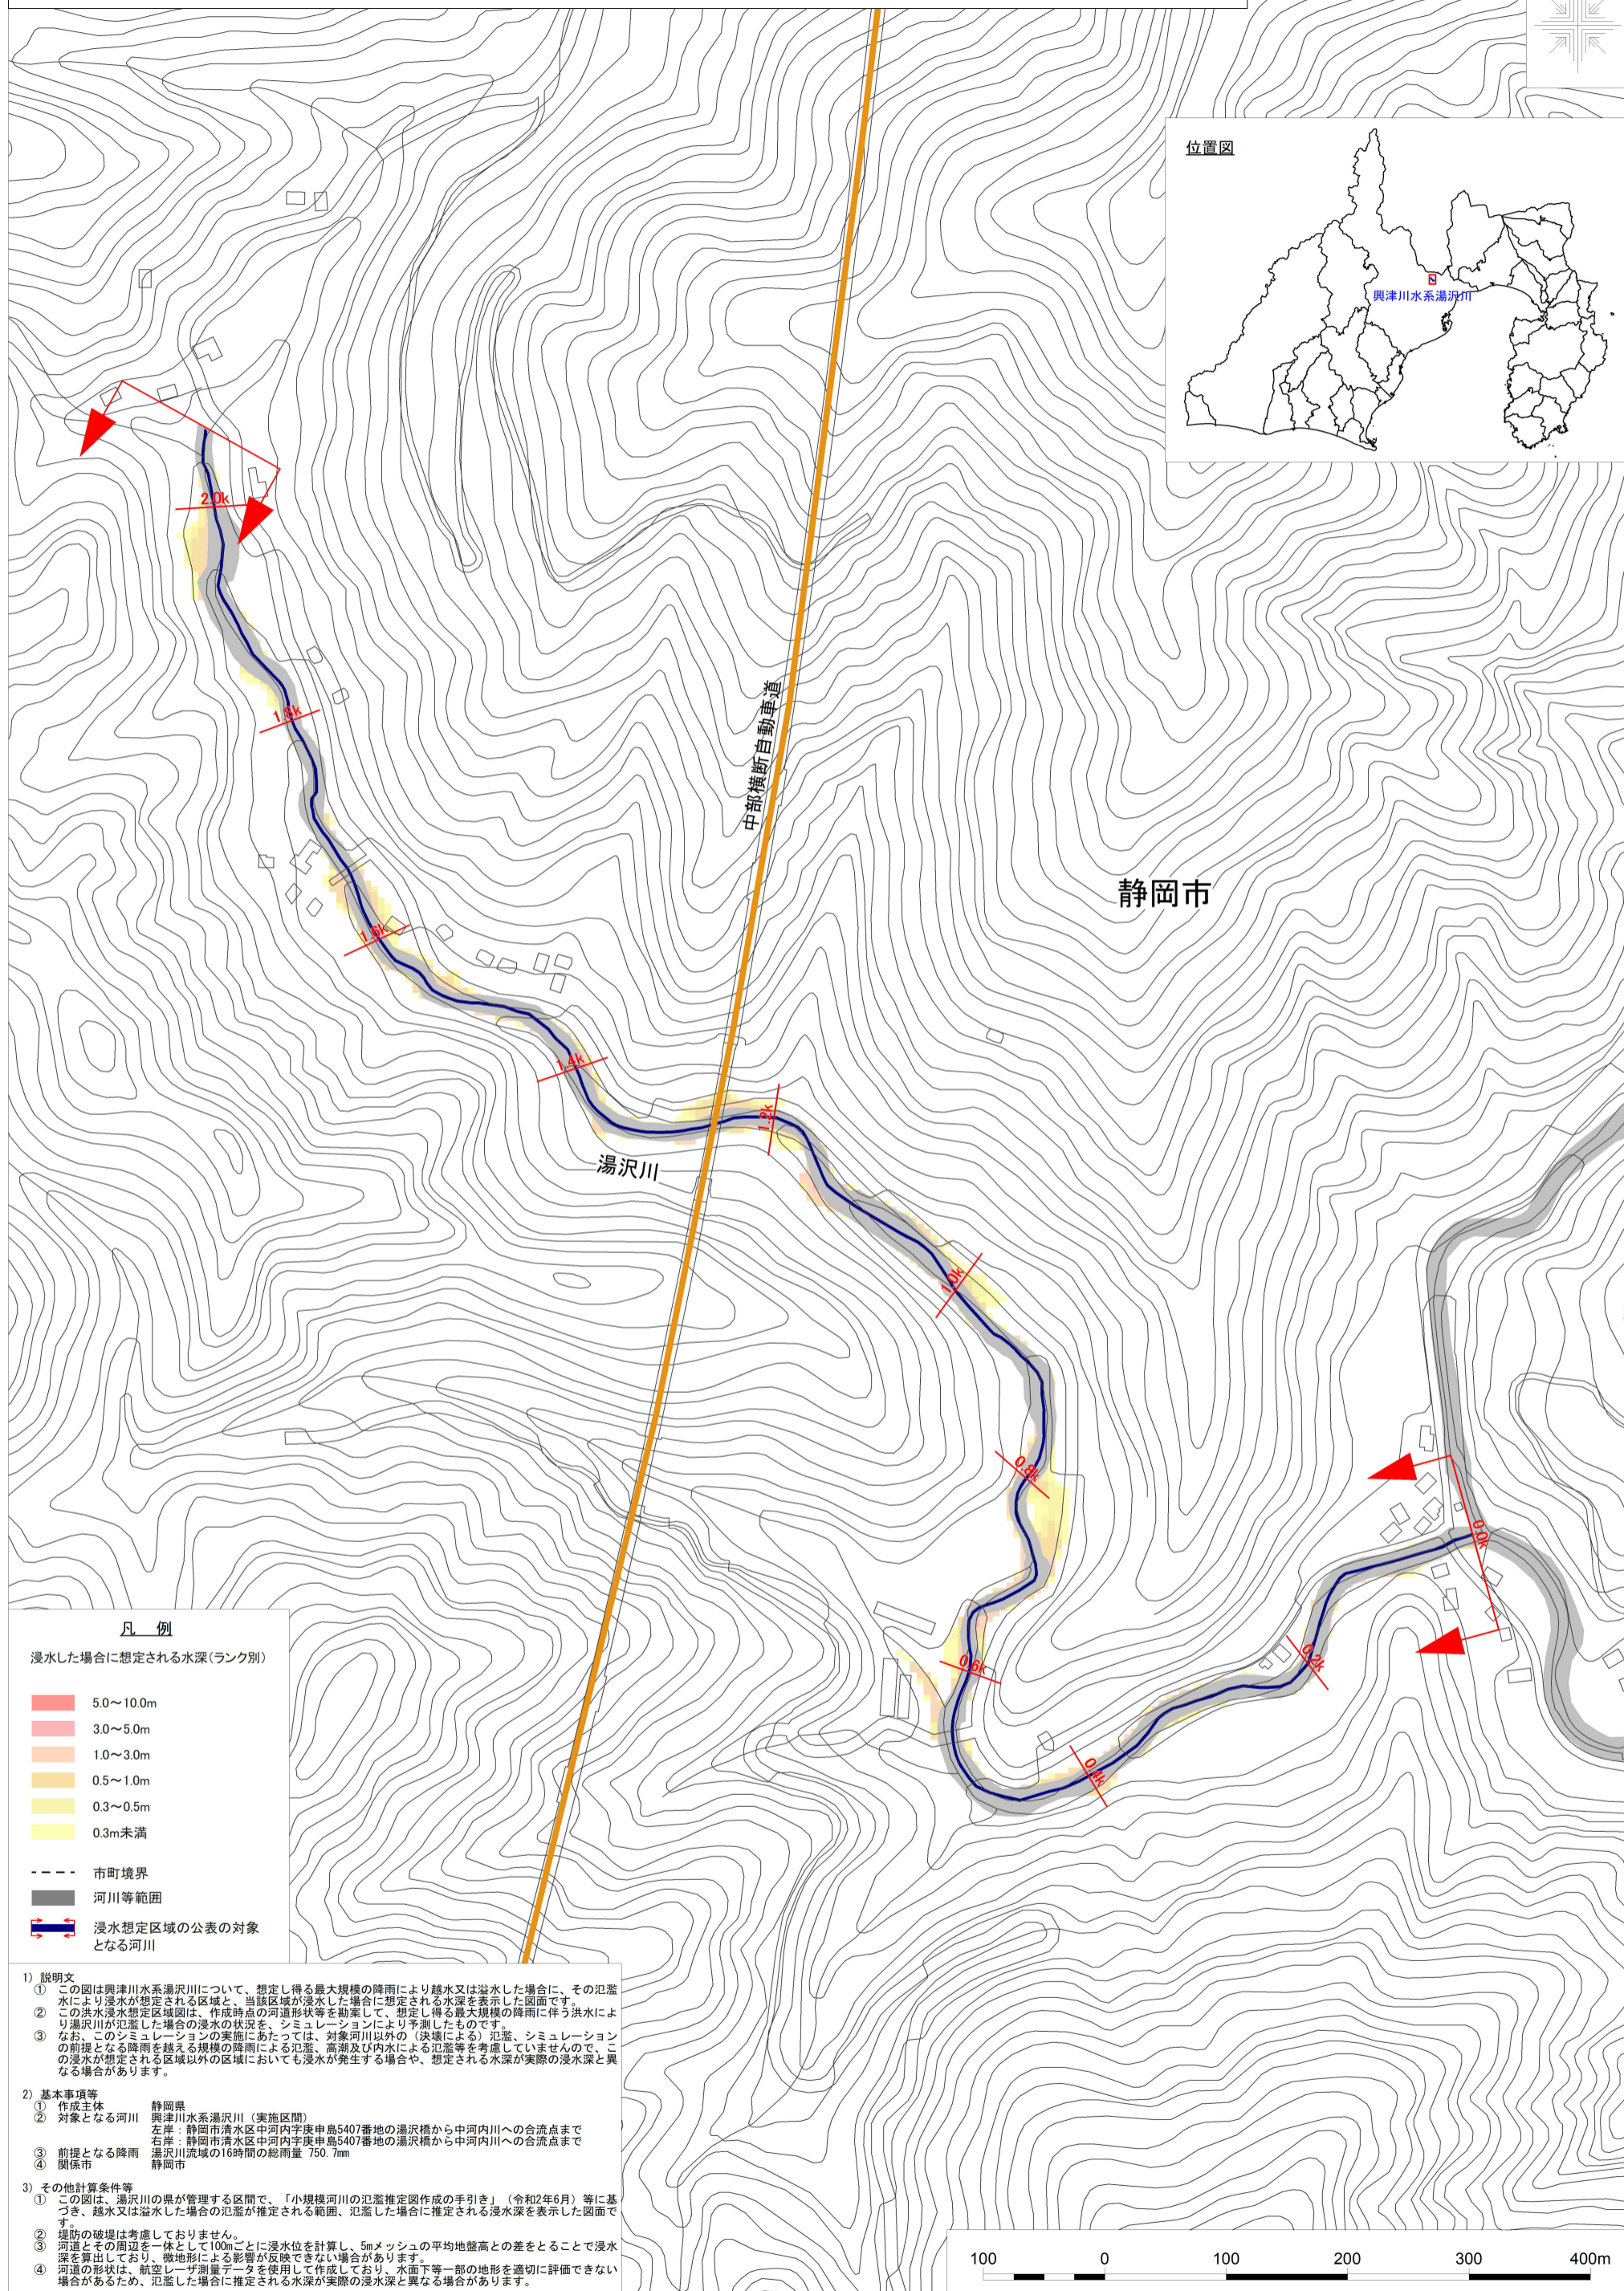 位置図
興津川水系湯沢川
2.0k
1.8k
中部横断自動車道
静岡市
1.6k
1.4k
1.2k
湯沢川
1.0k
0.8k
0.0k
0.6k
0.2k
0.4k
凡　例
浸水した場合に想定される水深(ランク別)
5.0～10.0m
3.0～5.0m
1.0～3.0m
0.5～1.0m
0.3～0.5m
0.3m未満
市町境界
河川等範囲
浸水想定区域の公表の対象
となる河川
1) 説明文
①　この図は興津川水系湯沢川について、想定し得る最大規模の降雨により越水又は溢水した場合に、その氾濫
水により浸水が想定される区域と、当該区域が浸水した場合に想定される水深を表示した図面です。
②　この洪水浸水想定区域図は、作成時点の河道形状等を勘案して、想定し得る最大規模の降雨に伴う洪水によ
り湯沢川が氾濫した場合の浸水の状況を、シミュレーションにより予測したものです。
③　なお、このシミュレーションの実施にあたっては、対象河川以外の（決壊による）氾濫、シミュレーション
の前提となる降雨を越える規模の降雨による氾濫、高潮及び内水による氾濫等を考慮していませんので、こ
の浸水が想定される区域以外の区域においても浸水が発生する場合や、想定される水深が実際の浸水深と異
なる場合があります。
2) 基本事項等
①　作成主体　　　静岡県
②　対象となる河川　興津川水系湯沢川（実施区間）
左岸：静岡市清水区中河内字庚申島5407番地の湯沢橋から中河内川への合流点まで
右岸：静岡市清水区中河内字庚申島5407番地の湯沢橋から中河内川への合流点まで
③　前提となる降雨　湯沢川流域の16時間の総雨量 750.7mm
④　関係市　　　　静岡市
3) その他計算条件等
①　この図は、湯沢川の県が管理する区間で、「小規模河川の氾濫推定図作成の手引き」（令和2年6月）等に基
づき、越水又は溢水した場合の氾濫が推定される範囲、氾濫した場合に推定される浸水深を表示した図面で
す。
②　堤防の破堤は考慮しておりません。
③　河道とその周辺を一体として100mごとに浸水位を計算し、5mメッシュの平均地盤高との差をとることで浸水
深を算出しており、微地形による影響が反映できない場合があります。
④　河道の形状は、航空レーザ測量データを使用して作成しており、水面下等一部の地形を適切に評価できない
場合があるため、氾濫した場合に推定される水深が実際の浸水深と異なる場合があります。
100 0 100 200 300 400m